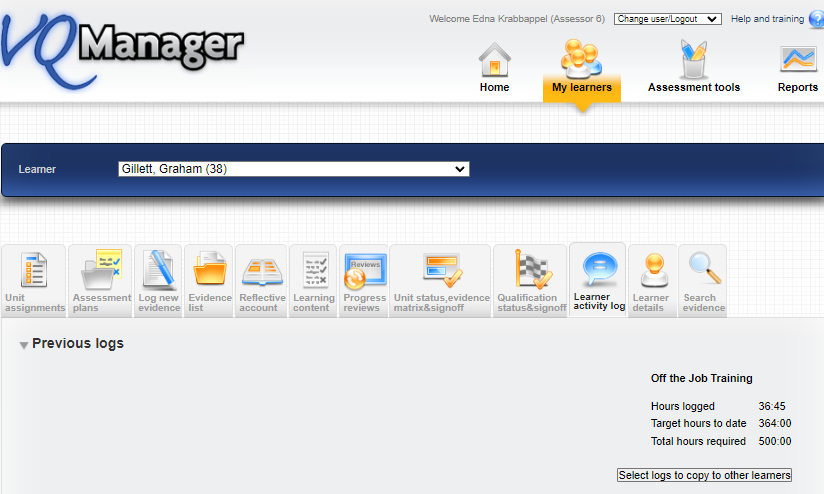 Welcome Edna Krabbappel (Assessor 6) Change user/Logout Help and training
VQManager
Home My learners Assessment tools Reports
Learner Gillett, Graham (38)
Reviews
Unit assignments
Assessment plans
Log new evidence
Evidence list
Reflective account
Learning content
Progress reviews
Unit status,evidence matrix&signoff
Qualification status&signoff
Learner activity log
Learner details
Search evidence
Previous logs
Off the Job Training
Hours logged 36:45
Target hours to date 364:00
Total hours required 500:00
Select logs to copy to other learners